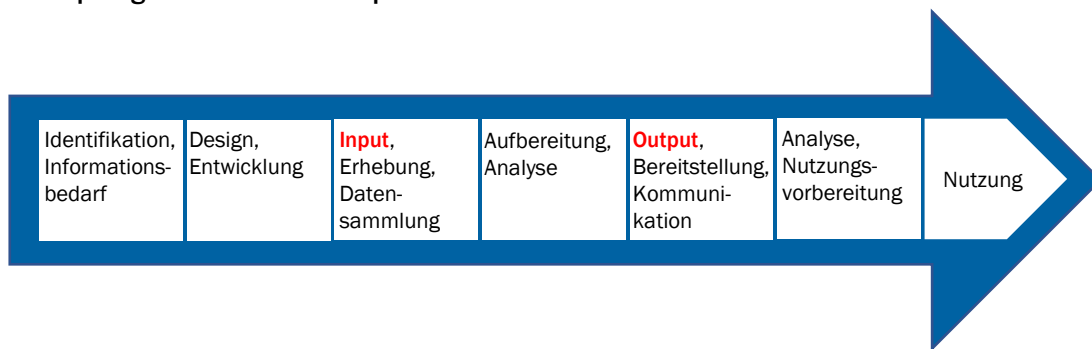 Identifikation,
Informations-
bedarf
Design,
Entwicklung
Input,
Erhebung,
Daten-
sammlung
Aufbereitung,
Analyse
Output,
Bereitstellung,
Kommuni-
kation
Analyse,
Nutzungs-
vorbereitung
Nutzung